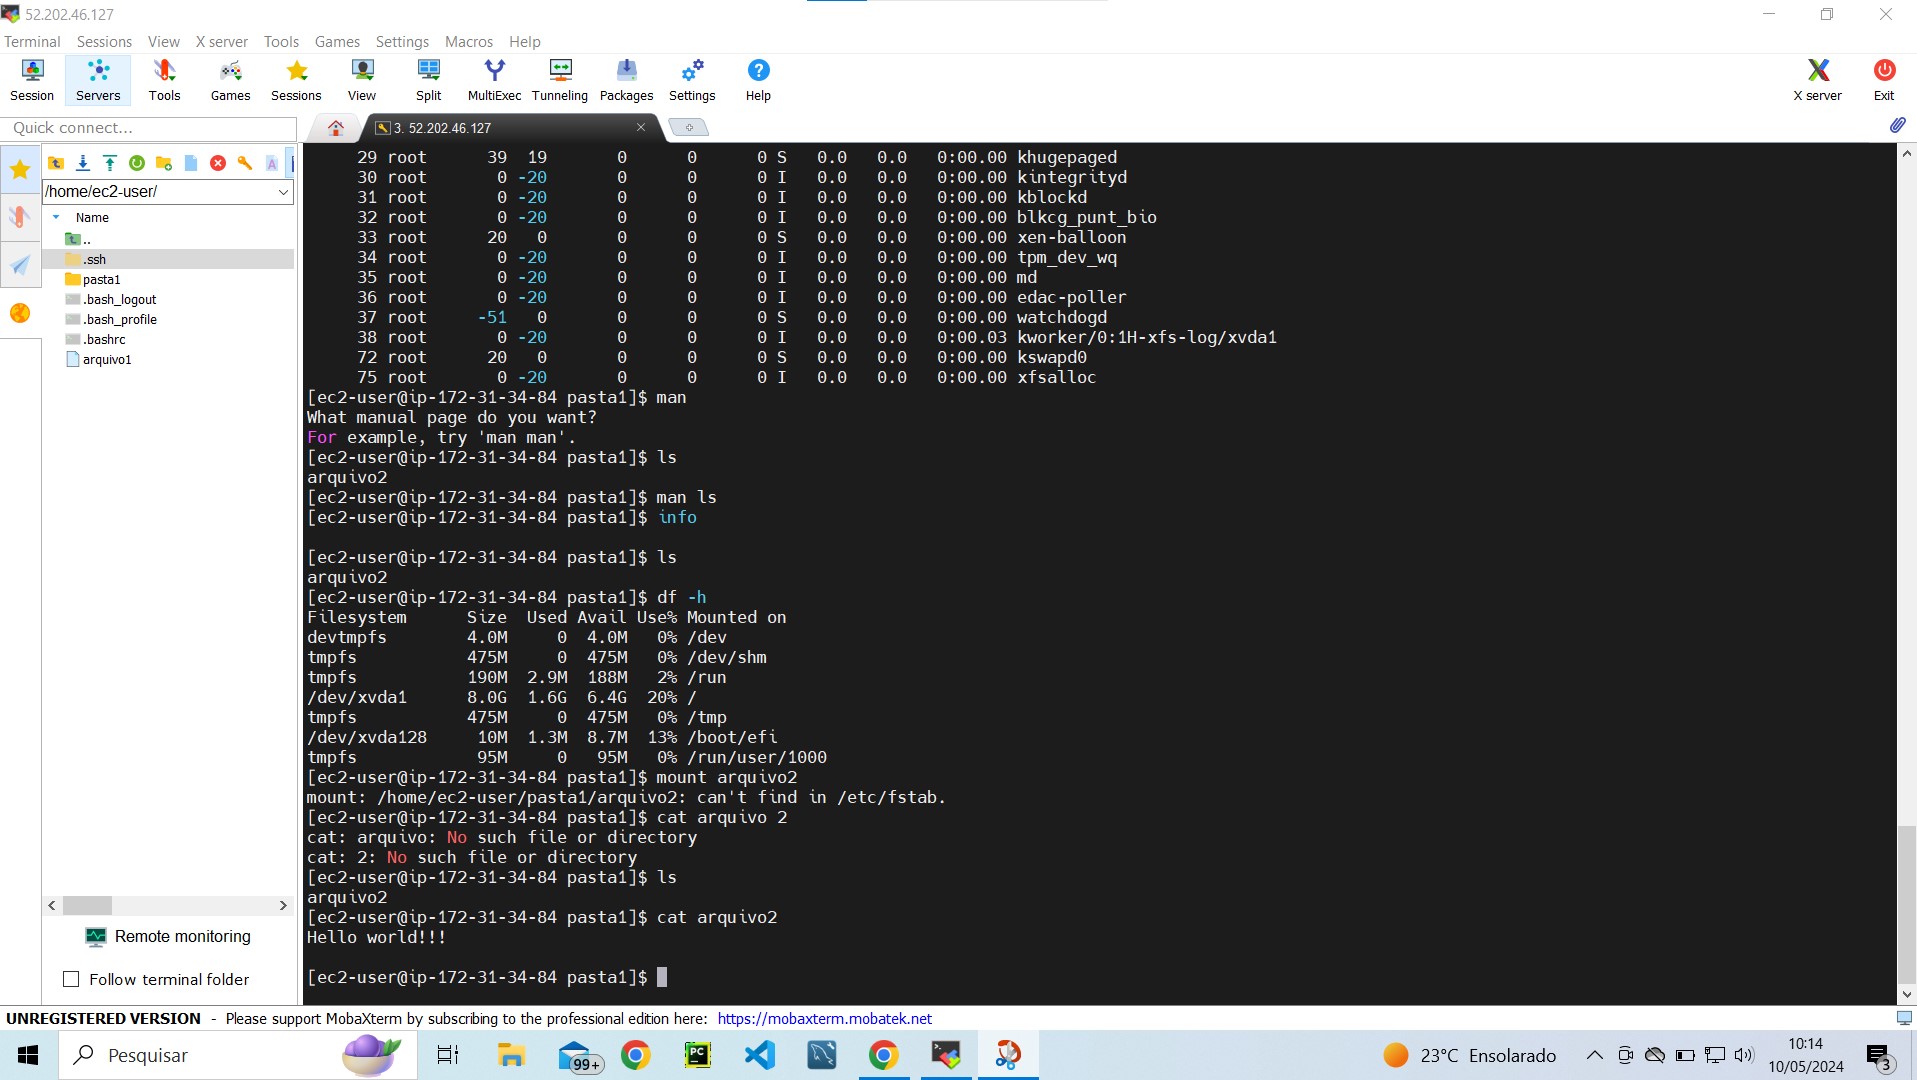 52.202.46.127
Terminal Sessions View X server Tools Games Settings Macros Help
Session Servers Tools Games Sessions View Split MultiExec Tunneling Packages Settings Help X server Exit
Quick connect...
3. 52.202.46.127
/home/ec2-user/
Name
..
.ssh
pasta1
.bash_logout
.bash_profile
.bashrc
arquivo1
Remote monitoring
Follow terminal folder
29 root 39 19 0 0 0 S 0.0 0.0 0:00.00 khugepaged
30 root 0 -20 0 0 0 I 0.0 0.0 0:00.00 kintegrityd
31 root 0 -20 0 0 0 I 0.0 0.0 0:00.00 kblockd
32 root 0 -20 0 0 0 I 0.0 0.0 0:00.00 blkcg_punt_bio
33 root 20 0 0 0 0 S 0.0 0.0 0:00.00 xen-balloon
34 root 0 -20 0 0 0 I 0.0 0.0 0:00.00 tpm_dev_wq
35 root 0 -20 0 0 0 I 0.0 0.0 0:00.00 md
36 root 0 -20 0 0 0 I 0.0 0.0 0:00.00 edac-poller
37 root -51 0 0 0 0 S 0.0 0.0 0:00.00 watchdogd
38 root 0 -20 0 0 0 I 0.0 0.0 0:00.03 kworker/0:1H-xfs-log/xvda1
72 root 20 0 0 0 0 S 0.0 0.0 0:00.00 kswapd0
75 root 0 -20 0 0 0 I 0.0 0.0 0:00.00 xfsalloc
[ec2-user@ip-172-31-34-84 pasta1]$ man
What manual page do you want?
For example, try 'man man'.
[ec2-user@ip-172-31-34-84 pasta1]$ ls
arquivo2
[ec2-user@ip-172-31-34-84 pasta1]$ man ls
[ec2-user@ip-172-31-34-84 pasta1]$ info
[ec2-user@ip-172-31-34-84 pasta1]$ ls
arquivo2
[ec2-user@ip-172-31-34-84 pasta1]$ df -h
Filesystem Size Used Avail Use% Mounted on
devtmpfs 4.0M 0 4.0M 0% /dev
tmpfs 475M 0 475M 0% /dev/shm
tmpfs 190M 2.9M 188M 2% /run
/dev/xvda1 8.0G 1.6G 6.4G 20% /
tmpfs 475M 0 475M 0% /tmp
/dev/xvda128 10M 1.3M 8.7M 13% /boot/efi
tmpfs 95M 0 95M 0% /run/user/1000
[ec2-user@ip-172-31-34-84 pasta1]$ mount arquivo2
mount: /home/ec2-user/pasta1/arquivo2: can't find in /etc/fstab.
[ec2-user@ip-172-31-34-84 pasta1]$ cat arquivo 2
cat: arquivo: No such file or directory
cat: 2: No such file or directory
[ec2-user@ip-172-31-34-84 pasta1]$ ls
arquivo2
[ec2-user@ip-172-31-34-84 pasta1]$ cat arquivo2
Hello world!!!
[ec2-user@ip-172-31-34-84 pasta1]$
UNREGISTERED VERSION - Please support MobaXterm by subscribing to the professional edition here: https://mobaxterm.mobatek.net
Pesquisar
99+
PC
23°C Ensolarado
10:14
10/05/2024
3